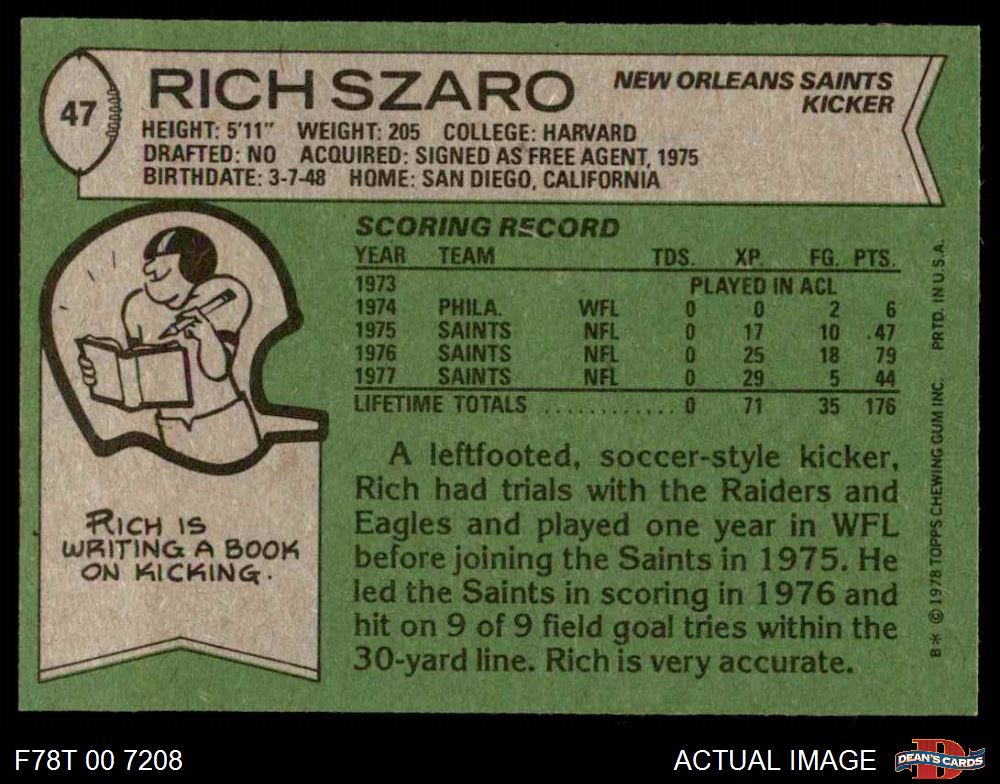 47
RICH SZARO
NEW ORLEANS SAINTS
KICKER
HEIGHT: 5'11" WEIGHT: 205 COLLEGE: HARVARD
DRAFTED: NO ACQUIRED: SIGNED AS FREE AGENT, 1975
BIRTHDATE: 3-7-48 HOME: SAN DIEGO, CALIFORNIA
SCORING RECORD
YEAR TEAM TDS. XP. FG. PTS.
1973 PLAYED IN ACL
1974 PHILA. WFL 0 0 2 6
1975 SAINTS NFL 0 17 10 47
1976 SAINTS NFL 0 25 18 79
1977 SAINTS NFL 0 29 5 44
LIFETIME TOTALS ............ 0 71 35 176
A leftfooted, soccer-style kicker,
Rich had trials with the Raiders and
Eagles and played one year in WFL
before joining the Saints in 1975. He
led the Saints in scoring in 1976 and
hit on 9 of 9 field goal tries within the
30-yard line. Rich is very accurate.
RICH IS
WRITING A BOOK
ON KICKING.
B* © 1978 TOPPS CHEWING GUM INC. PRTD. IN U.S.A.
F78T 00 7208
ACTUAL IMAGE
DEAN'S CARDS